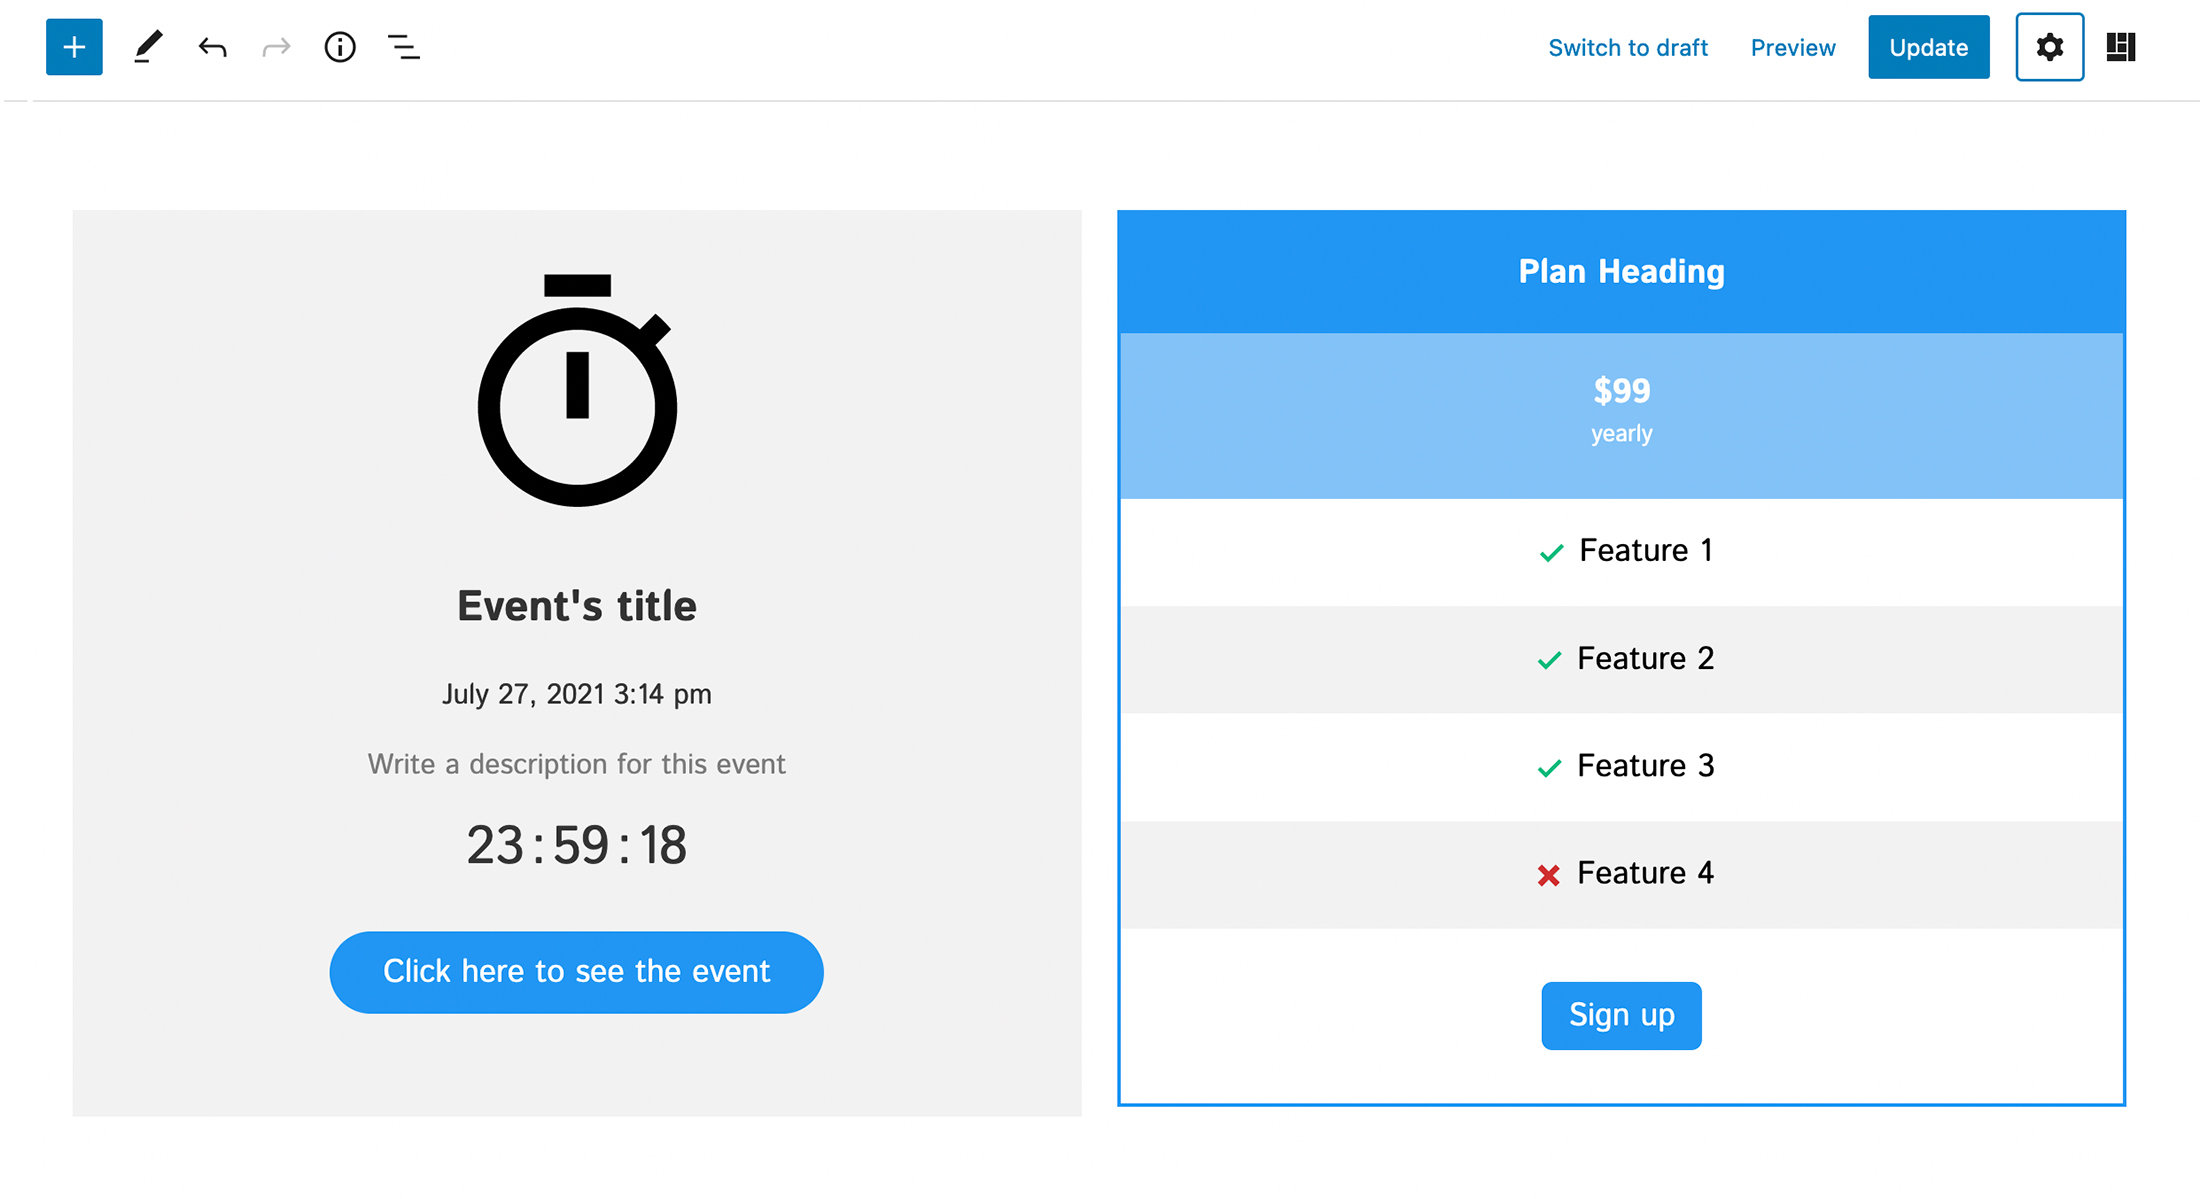 Switch to draft
Preview
Update
Event's title
July 27, 2021 3:14 pm
Write a description for this event
23:59:18
Click here to see the event
Plan Heading
$99
yearly
Feature 1
Feature 2
Feature 3
Feature 4
Sign up